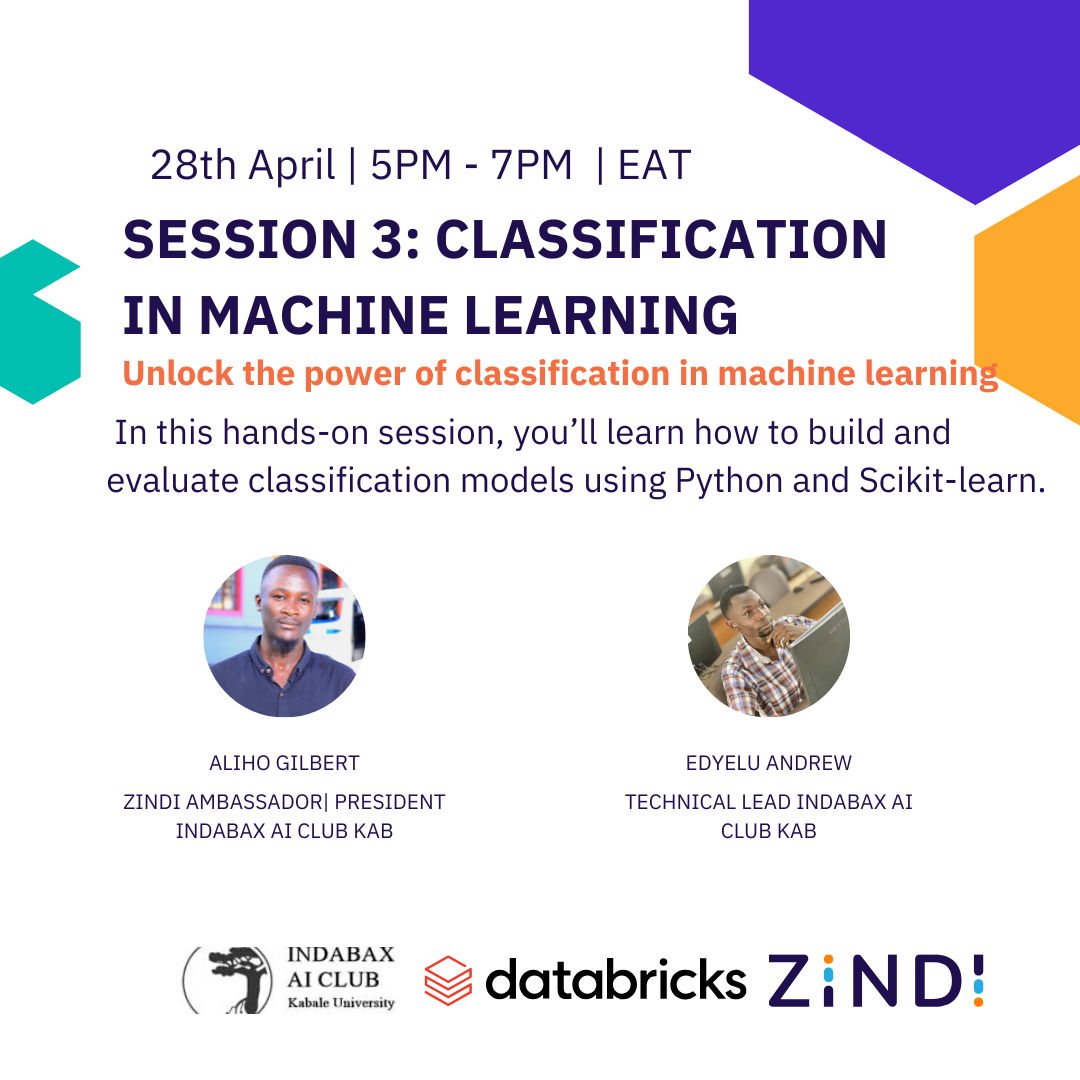 28th April | 5PM - 7PM | EAT
SESSION 3: CLASSIFICATION
IN MACHINE LEARNING
Unlock the power of classification in machine learning
In this hands-on session, you’ll learn how to build and
evaluate classification models using Python and Scikit-learn.
ALIHO GILBERT
ZINDI AMBASSADOR| PRESIDENT
INDABAX AI CLUB KAB
EDYELU ANDREW
TECHNICAL LEAD INDABAX AI
CLUB KAB
INDABAX
AI CLUB
Kabale University
databricks
ZiNDi